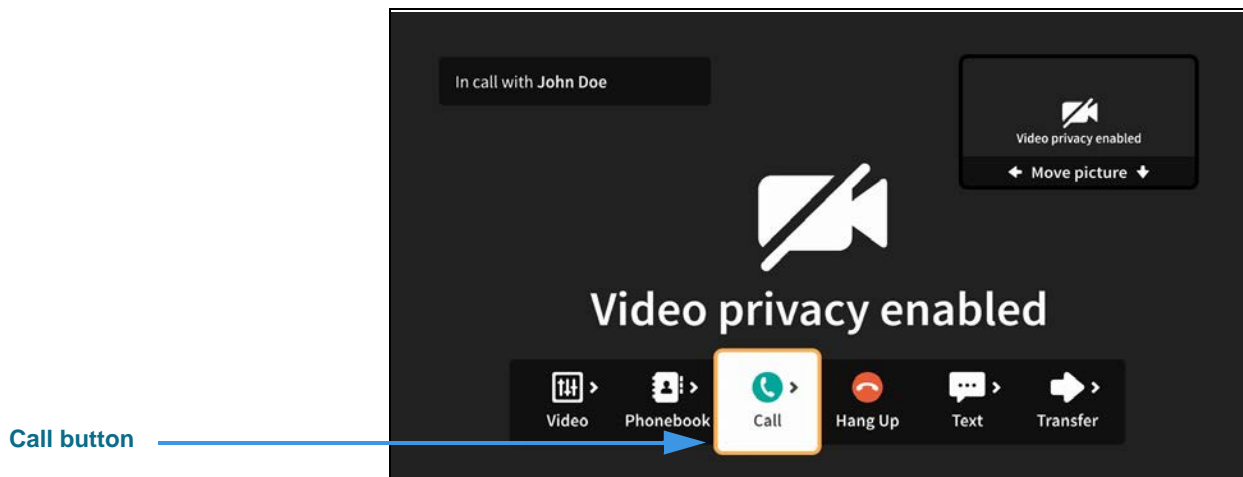 In call with John Doe
Video privacy enabled
Move picture
Video privacy enabled
Video
Phonebook
Call
Hang Up
Text
Transfer
Call button